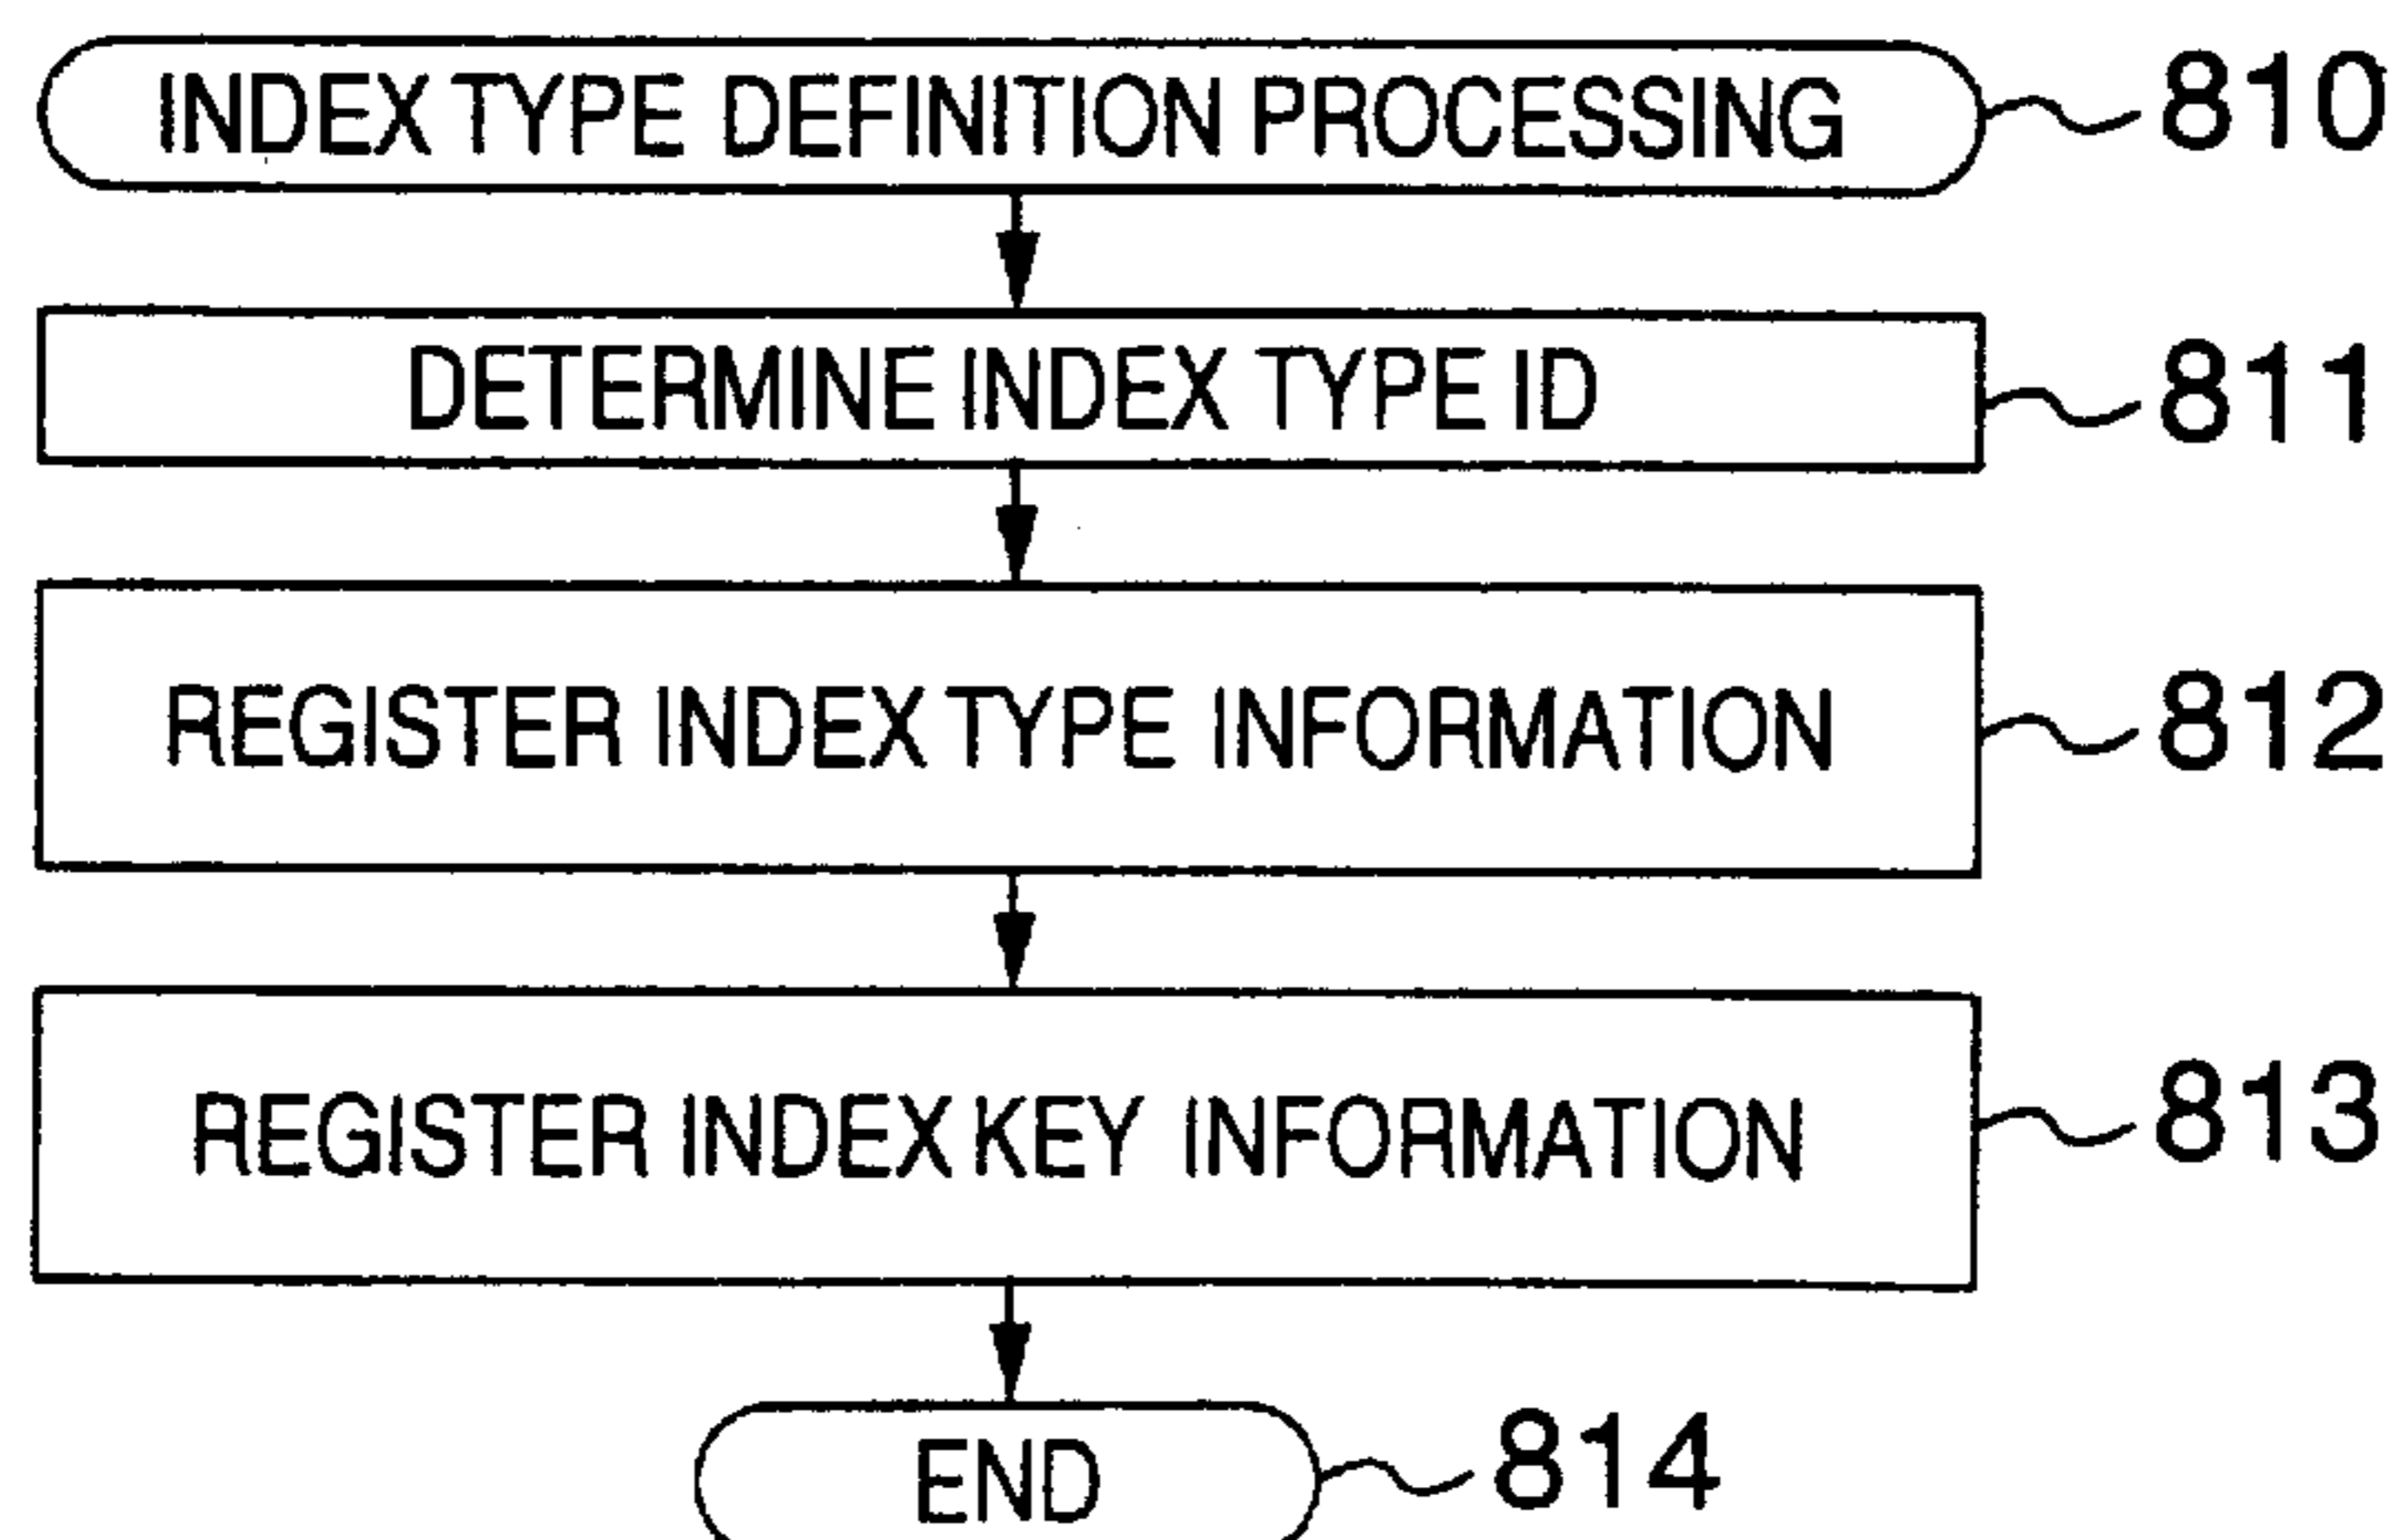 INDEX TYPE DEFINITION PROCESSING 810
DETERMINE INDEX TYPE ID 811
REGISTER INDEX TYPE INFORMATION 812
REGISTER INDEX KEY INFORMATION 813
END 814